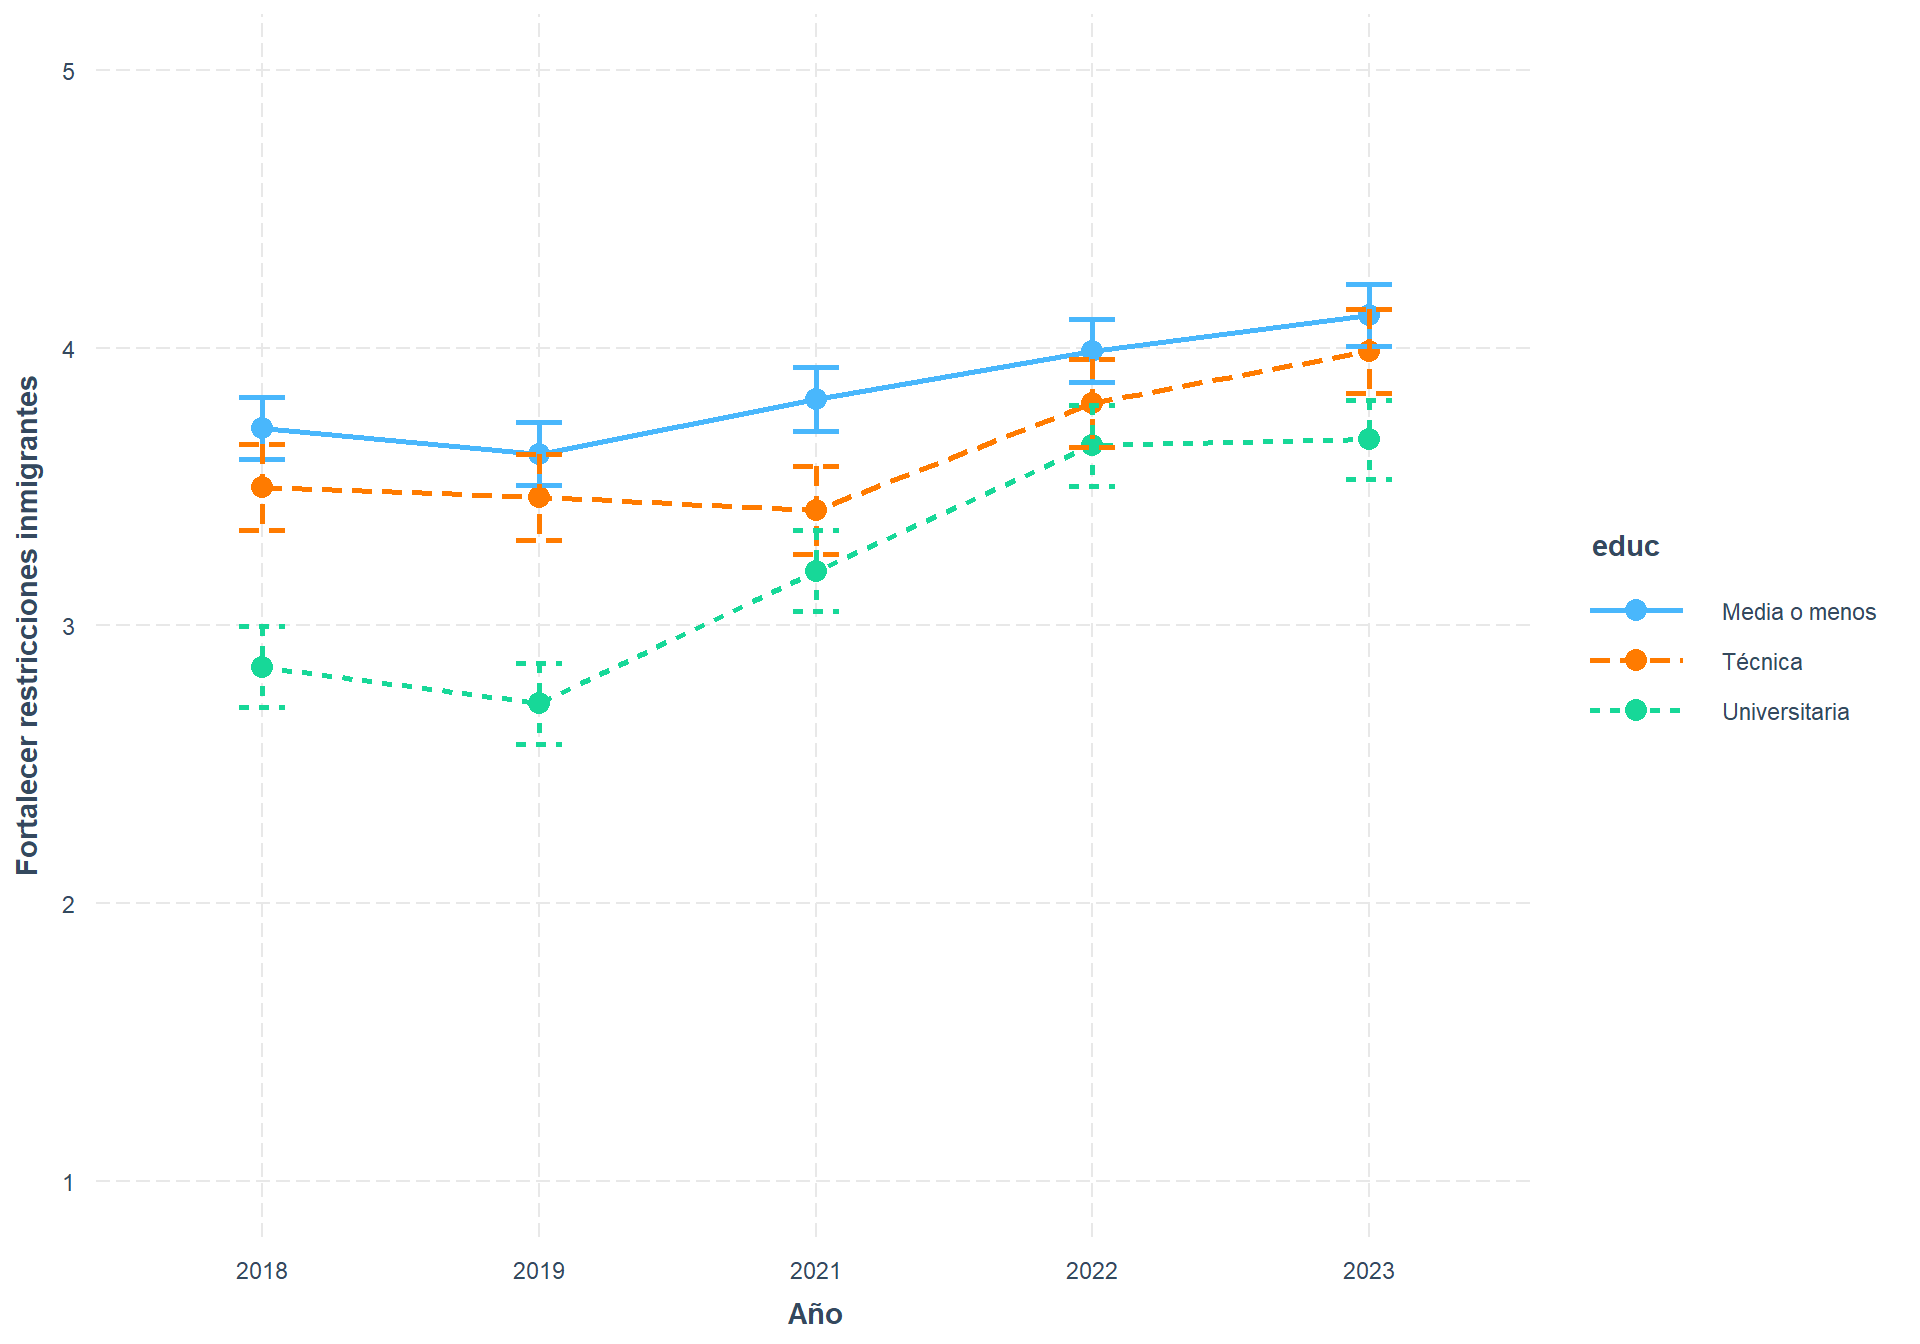 5
4
3
2
1
Fortalecer restricciones inmigrantes
2018 2019 2021 2022 2023
Año
educ
Media o menos
Técnica
Universitaria